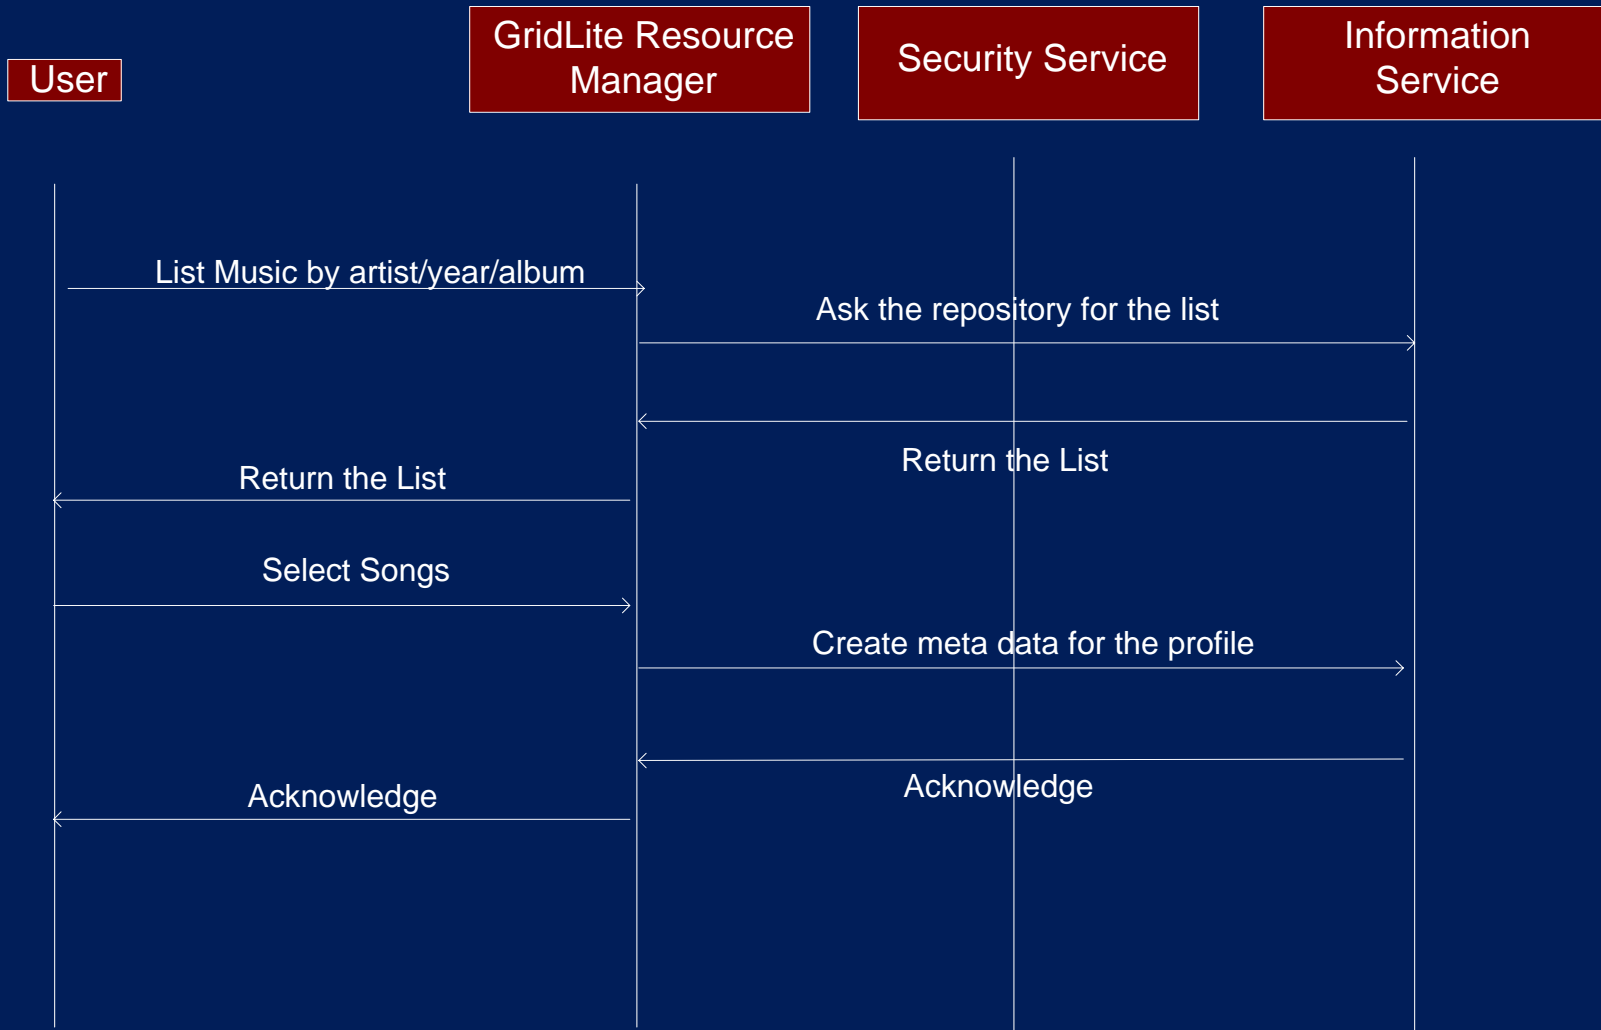 User
GridLite Resource
Manager
Security Service
Information
Service
List Music by artist/year/album
Ask the repository for the list
Return the List
Return the List
Select Songs
Create meta data for the profile
Acknowledge
Acknowledge